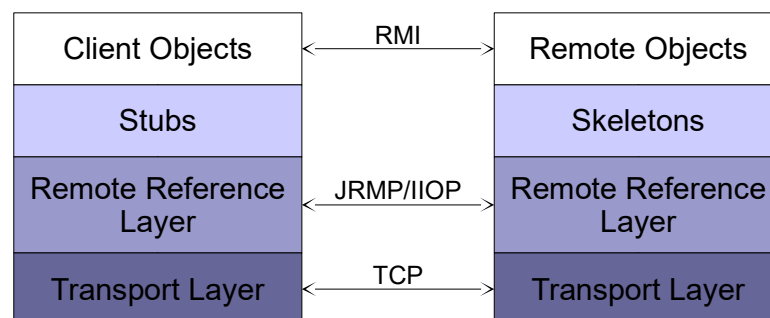 Client Objects
RMI
Remote Objects
Stubs
Skeletons
Remote Reference
Layer
JRMP/IIOP
Remote Reference
Layer
Transport Layer
TCP
Transport Layer